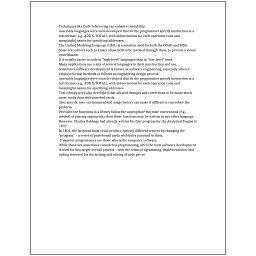 Techniques like Code refactoring can enhance readability.
Assembly languages were soon developed that let the programmer specify instruction in a
text format (e.g., ADD X, TOTAL), with abbreviations for each operation code and
meaningful names for specifying addresses.
The Unified Modeling Language (UML) is a notation used for both the OOAD and MDA.
Some text editors such as Emacs allow GDB to be invoked through them, to provide a visual
environment.
It is usually easier to code in "high-level" languages than in "low-level" ones.
Many applications use a mix of several languages in their construction and use.
Sometimes software development is known as software engineering, especially when it
employs formal methods or follows an engineering design process.
Assembly languages were soon developed that let the programmer specify instruction in a
text format (e.g., ADD X, TOTAL), with abbreviations for each operation code and
meaningful names for specifying addresses.
Text editors were also developed that allowed changes and corrections to be made much
more easily than with punched cards.
Also, specific user environment and usage history can make it difficult to reproduce the
problem.
Provided the functions in a library follow the appropriate run-time conventions (e.g.,
method of passing arguments), then these functions may be written in any other language.
However, Charles Babbage had already written his first program for the Analytical Engine in
1837.
In 1801, the Jacquard loom could produce entirely different weaves by changing the
"program" – a series of pasteboard cards with holes punched in them.
Computer programmers are those who write computer software.
While these are sometimes considered programming, often the term software development
is used for this larger overall process – with the terms programming, implementation, and
coding reserved for the writing and editing of code per se.